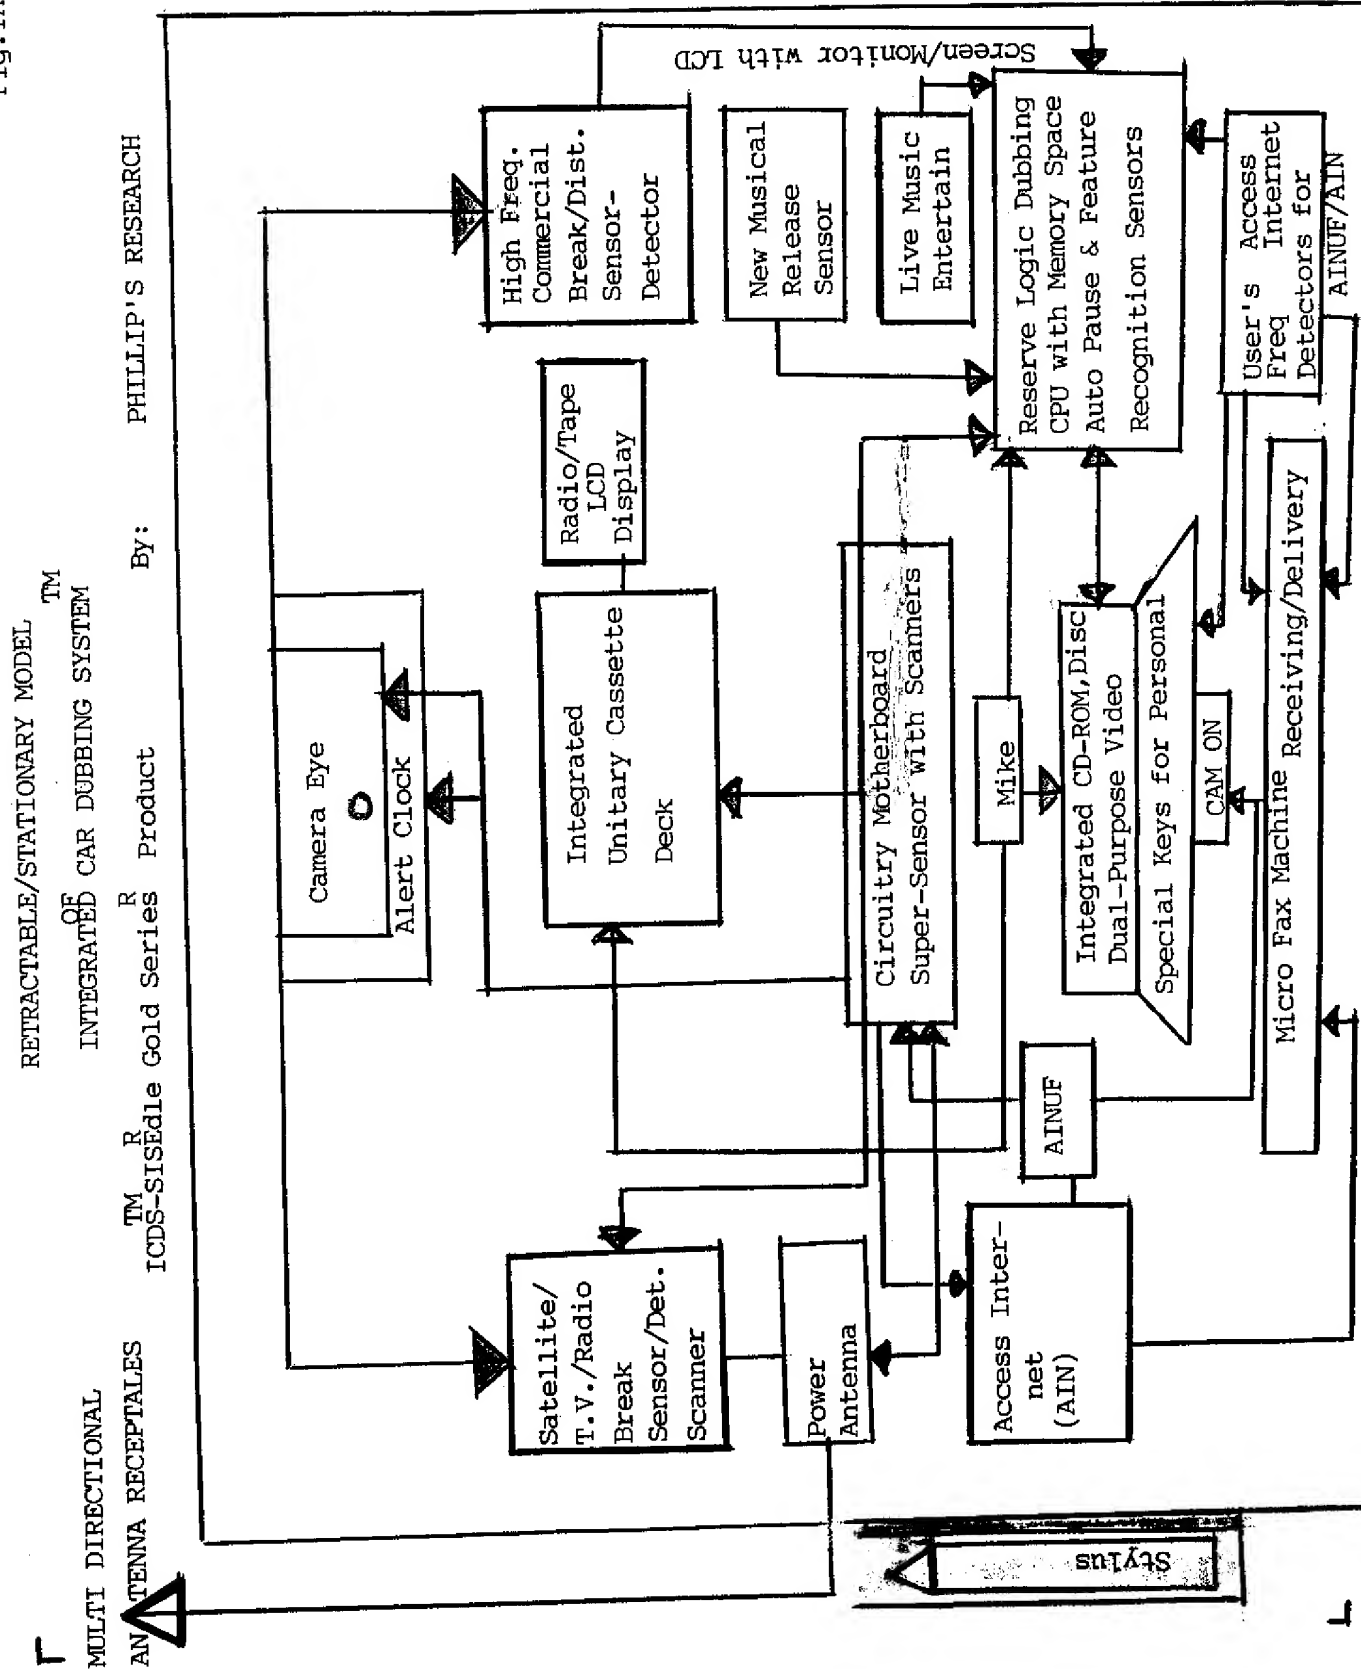 RETRACTABLE/STATIONARY MODEL TM
OF
INTEGRATED CAR DUBBING SYSTEM
MULTI DIRECTIONAL
ANTENNA RECEPTALES
TM R R
ICDS-SISEdle Gold Series Product By: PHILLIP'S RESEARCH
Camera Eye
Alert Clock
Satellite/
T.V./Radio
Break
Sensor/Det.
Scanner
Integrated
Unitary Cassette
Deck
Radio/Tape
LCD
Display
High Freq.
Commercial
Break/Dist.
Sensor-
Detector
Screen/Monitor with LCD
New Musical
Release
Sensor
Power
Antenna
Live Music
Entertain
Circuitry Motherboard
Super-Sensor with Scanners
Mike
Reserve Logic Dubbing
CPU with Memory Space
Auto Pause & Feature
Recognition Sensors
Access Inter-
net
(AIN)
AINUF
Integrated CD-ROM,Disc
Dual-Purpose Video
Special Keys for Personal
CAM ON
User's Access
Freq Internet
Detectors for
AINUF/AIN
Micro Fax Machine Receiving/Delivery
Stylus